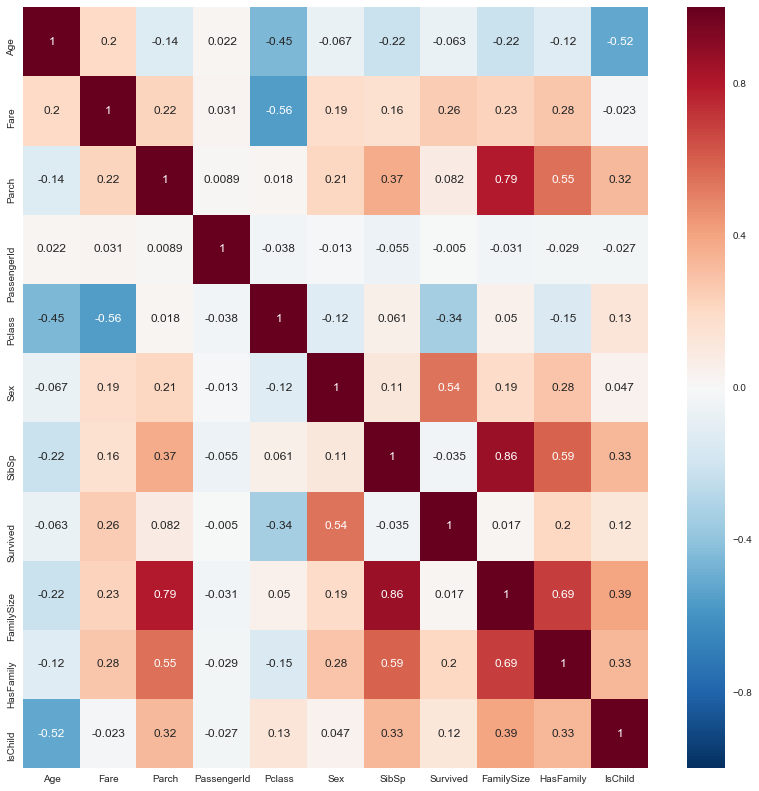 Age 1 0.2 -0.14 0.022 -0.45 -0.067 -0.22 -0.063 -0.22 -0.12 -0.52
Fare 0.2 1 0.22 0.031 -0.56 0.19 0.16 0.26 0.23 0.28 -0.023
Parch -0.14 0.22 1 0.0089 0.018 0.21 0.37 0.082 0.79 0.55 0.32
PassengerId 0.022 0.031 0.0089 1 -0.038 -0.013 -0.055 -0.005 -0.031 -0.029 -0.027
Pclass -0.45 -0.56 0.018 -0.038 1 -0.12 0.061 -0.34 0.05 -0.15 0.13
Sex -0.067 0.19 0.21 -0.013 -0.12 1 0.11 0.54 0.19 0.28 0.047
SibSp -0.22 0.16 0.37 -0.055 0.061 0.11 1 -0.035 0.86 0.59 0.33
Survived -0.063 0.26 0.082 -0.005 -0.34 0.54 -0.035 1 0.017 0.2 0.12
FamilySize -0.22 0.23 0.79 -0.031 0.05 0.19 0.86 0.017 1 0.69 0.39
HasFamily -0.12 0.28 0.55 -0.029 -0.15 0.28 0.59 0.2 0.69 1 0.33
IsChild -0.52 -0.023 0.32 -0.027 0.13 0.047 0.33 0.12 0.39 0.33 1
Age Fare Parch PassengerId Pclass Sex SibSp Survived FamilySize HasFamily IsChild
0.8
0.4
0.0
−0.4
−0.8